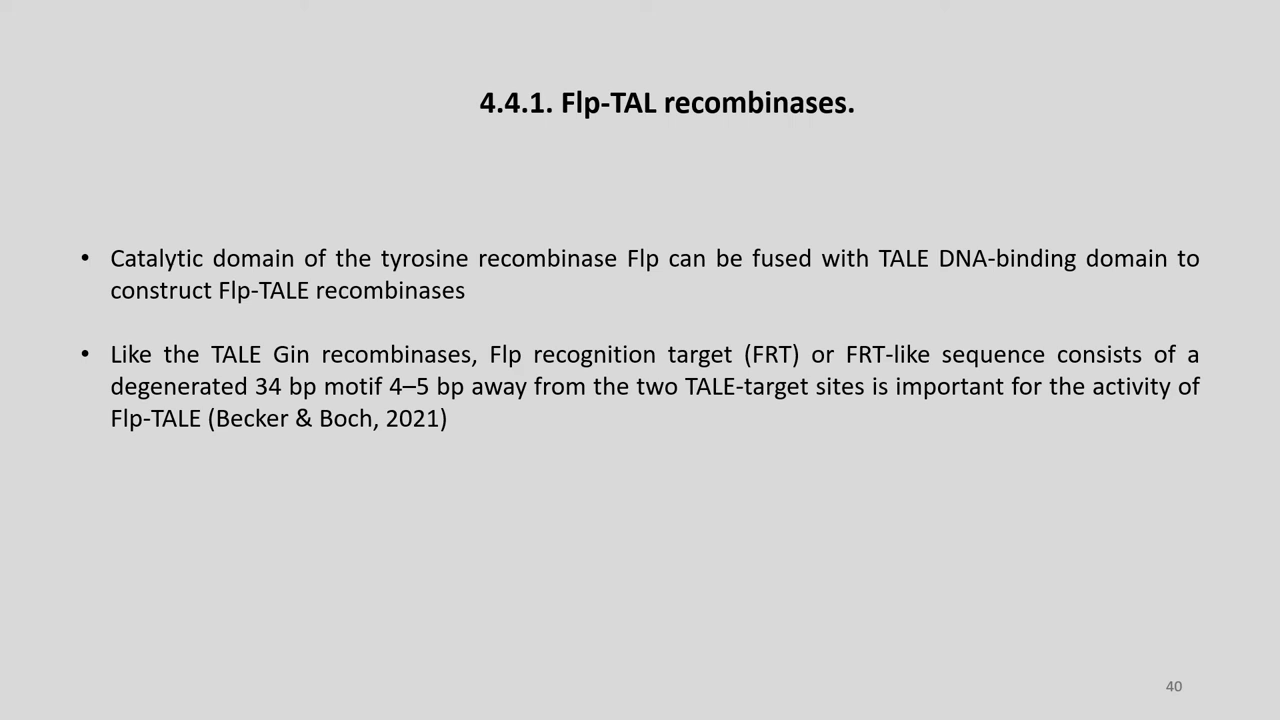 4.4.1. Flp-TAL recombinases.
• Catalytic domain of the tyrosine recombinase Flp can be fused with TALE DNA-binding domain to
construct Flp-TALE recombinases
• Like the TALE Gin recombinases, Flp recognition target (FRT) or FRT-like sequence consists of a
degenerated 34 bp motif 4–5 bp away from the two TALE-target sites is important for the activity of
Flp-TALE (Becker & Boch, 2021)
40